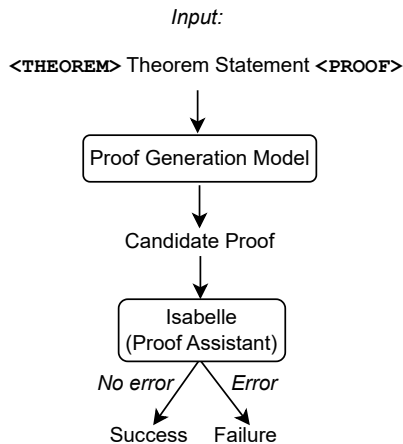 Input:
<THEOREM> Theorem Statement <PROOF>
Proof Generation Model
Candidate Proof
Isabelle
(Proof Assistant)
No error Error
Success Failure